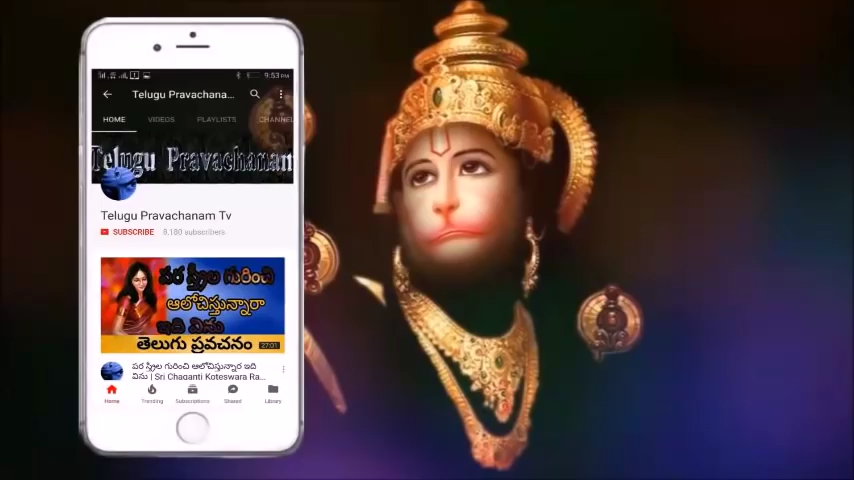 9:53 PM
Telugu Pravachana...
HOME VIDEOS PLAYLISTS CHANNEL
Telugu Pravachanam
Telugu Pravachanam Tv
SUBSCRIBE 8,180 subscribers
పర స్త్రీల గురించి
ఆలోచిస్తున్నారా
ఇది విను
తెలుగు ప్రవచనం
27:01
పర స్త్రీల గురించి ఆలోచిస్తున్నార ఇది
విను | Sri Chaganti Koteswara Ra...
Home Trending Subscriptions Shared Library